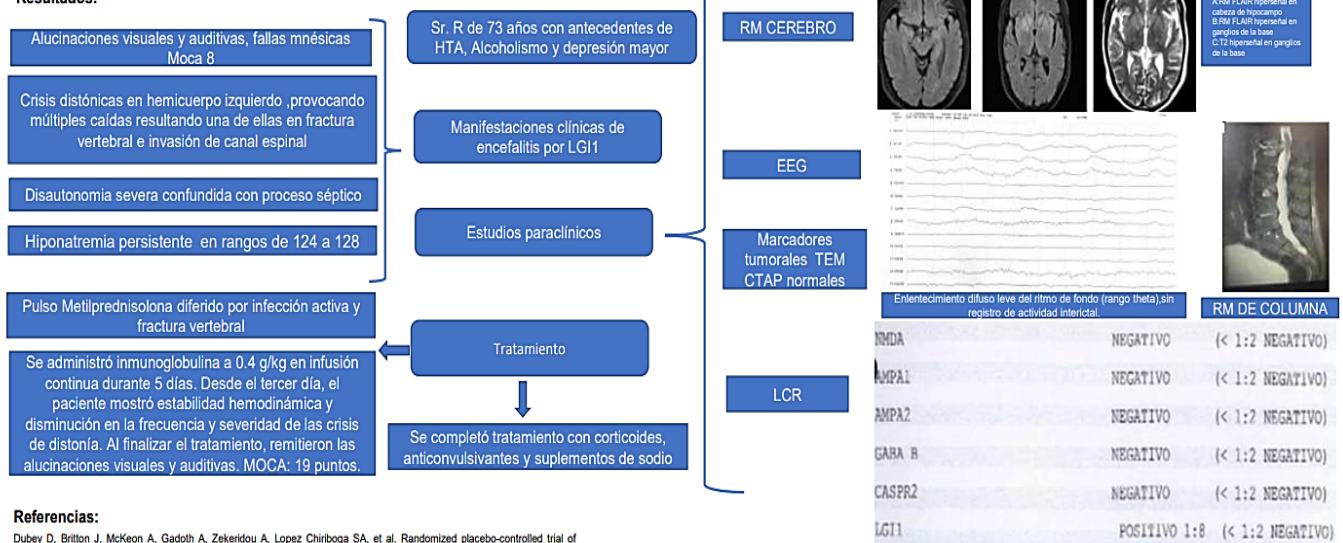 Resultados:
Alucinaciones visuales y auditivas, fallas mnésicas
Moca 8
Crisis distónicas en hemicuerpo izquierdo ,provocando
múltiples caídas resultando una de ellas en fractura
vertebral e invasión de canal espinal
Disautonomia severa confundida con proceso séptico
Hiponatremia persistente en rangos de 124 a 128
Sr. R de 73 años con antecedentes de
HTA, Alcoholismo y depresión mayor
Manifestaciones clínicas de
encefalitis por LGI1
Estudios paraclínicos
Pulso Metilprednisolona diferido por infección activa y
fractura vertebral
Se administró inmunoglobulina a 0.4 g/kg en infusión
continua durante 5 días. Desde el tercer día, el
paciente mostró estabilidad hemodinámica y
disminución en la frecuencia y severidad de las crisis
de distonía. Al finalizar el tratamiento, remitieron las
alucinaciones visuales y auditivas. MOCA: 19 puntos.
Tratamiento
Se completó tratamiento con corticoides,
anticonvulsivantes y suplementos de sodio
RM CEREBRO
A:RM FLAIR hiperseñal en
cabeza de hipocampo
B:RM FLAIR hiperseñal en
ganglios de la base
C:T2 hiperseñal en ganglios
de la base
EEG
Enlentecimiento difuso leve del ritmo de fondo (rango theta),sin
registro de actividad interictal.
RM DE COLUMNA
Marcadores
tumorales TEM
CTAP normales
LCR
NMDA NEGATIVO (< 1:2 NEGATIVO)
AMPA1 NEGATIVO (< 1:2 NEGATIVO)
AMPA2 NEGATIVO (< 1:2 NEGATIVO)
GABA B NEGATIVO (< 1:2 NEGATIVO)
CASPR2 NEGATIVO (< 1:2 NEGATIVO)
LGI1 POSITIVO 1:8 (< 1:2 NEGATIVO)
Referencias:
Dubey D, Britton J, McKeon A, Gadoth A, Zekeridou A, Lopez Chiriboga SA, et al. Randomized placebo-controlled trial of